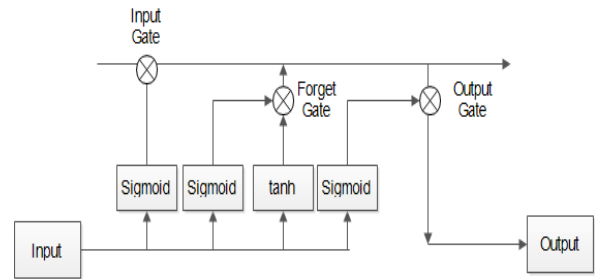 Input
Gate
Forget
Gate
Output
Gate
Sigmoid
Sigmoid
tanh
Sigmoid
Input
Output